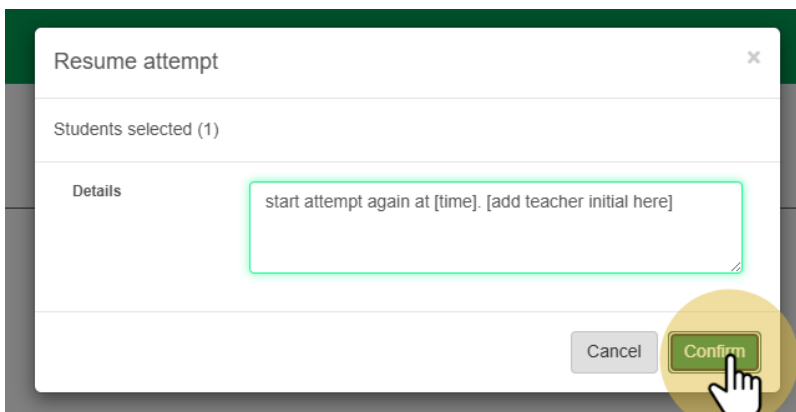 Resume attempt
×
Students selected (1)
Details
start attempt again at [time]. [add teacher initial here]
Cancel
Confirm